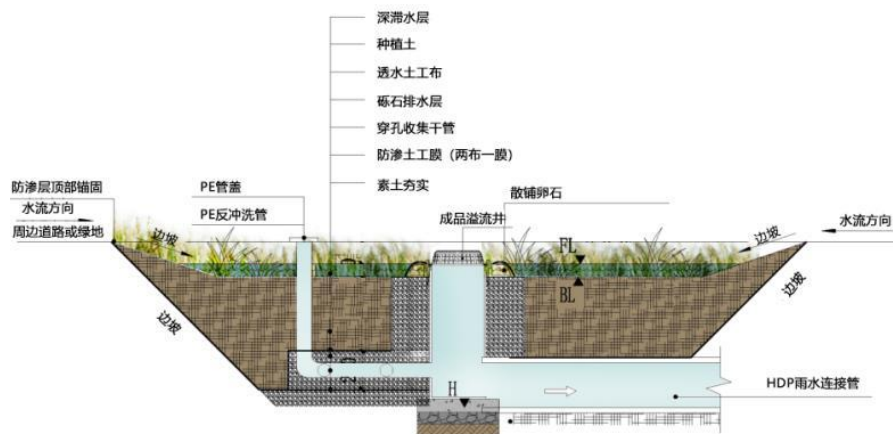 深滞水层
种植土
透水土工布
砾石排水层
穿孔收集干管
防渗土工膜（两布一膜）
素土夯实
防渗层顶部锚固
水流方向
周边道路或绿地
PE管盖
PE反冲洗管
成品溢流井
散铺卵石
水流方向
边坡
边坡
FL
BL
边坡
边坡
H
HDP雨水连接管